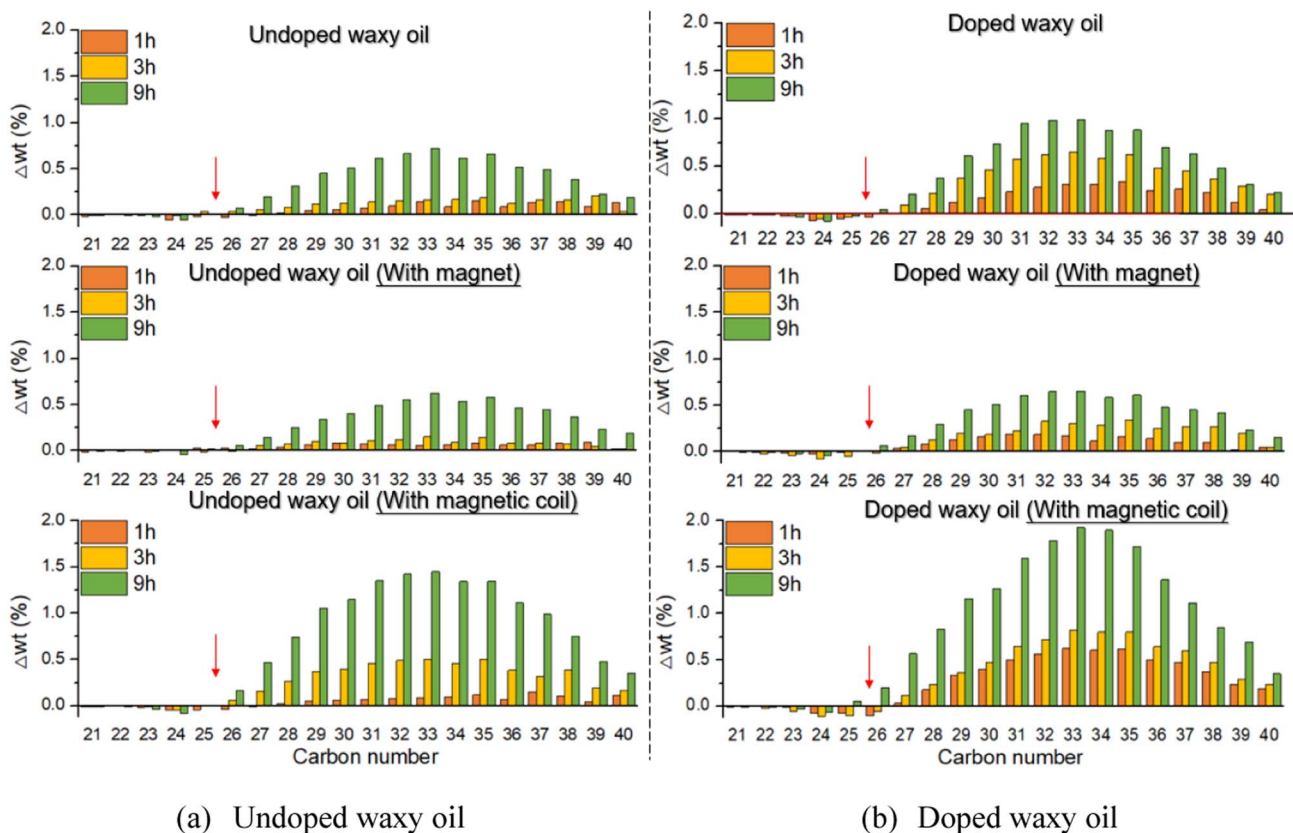 2.0
1h
3h
9h
Undoped waxy oil
1.5
1.0
0.5
0.0
△wt (%)
21 22 23 24 25 26 27 28 29 30 31 32 33 34 35 36 37 38 39 40
2.0
1h
3h
9h
Undoped waxy oil (With magnet)
1.5
1.0
0.5
0.0
△wt (%)
21 22 23 24 25 26 27 28 29 30 31 32 33 34 35 36 37 38 39 40
2.0
1h
3h
9h
Undoped waxy oil (With magnetic coil)
1.5
1.0
0.5
0.0
△wt (%)
21 22 23 24 25 26 27 28 29 30 31 32 33 34 35 36 37 38 39 40
Carbon number
(a) Undoped waxy oil
2.0
1h
3h
9h
Doped waxy oil
1.5
1.0
0.5
0.0
△wt (%)
21 22 23 24 25 26 27 28 29 30 31 32 33 34 35 36 37 38 39 40
2.0
1h
3h
9h
Doped waxy oil (With magnet)
1.5
1.0
0.5
0.0
△wt (%)
21 22 23 24 25 26 27 28 29 30 31 32 33 34 35 36 37 38 39 40
2.0
1h
3h
9h
Doped waxy oil (With magnetic coil)
1.5
1.0
0.5
0.0
△wt (%)
21 22 23 24 25 26 27 28 29 30 31 32 33 34 35 36 37 38 39 40
Carbon number
(b) Doped waxy oil